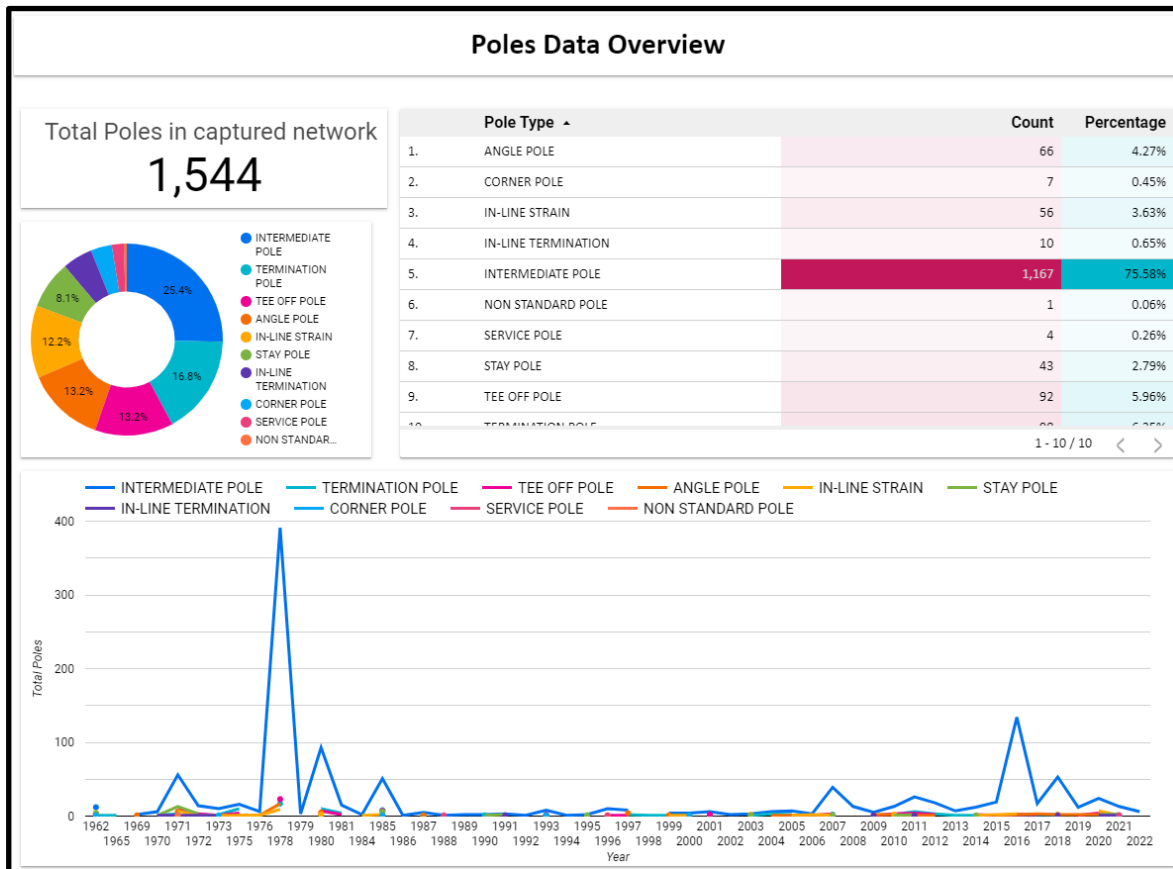 Poles Data Overview
Total Poles in captured network
1,544
Pole Type Count Percentage
1. ANGLE POLE 66 4.27%
2. CORNER POLE 7 0.45%
3. IN-LINE STRAIN 56 3.63%
4. IN-LINE TERMINATION 10 0.65%
5. INTERMEDIATE POLE 1,167 75.58%
6. NON STANDARD POLE 1 0.06%
7. SERVICE POLE 4 0.26%
8. STAY POLE 43 2.79%
9. TEE OFF POLE 92 5.96%
10. TERMINATION POLE 98 6.35%
1 - 10 / 10
25.4%
16.8%
13.2%
13.2%
12.2%
8.1%
INTERMEDIATE
POLE
TERMINATION
POLE
TEE OFF POLE
ANGLE POLE
IN-LINE STRAIN
STAY POLE
IN-LINE
TERMINATION
CORNER POLE
SERVICE POLE
NON STANDAR...
INTERMEDIATE POLE TERMINATION POLE TEE OFF POLE ANGLE POLE IN-LINE STRAIN STAY POLE
IN-LINE TERMINATION CORNER POLE SERVICE POLE NON STANDARD POLE
400
300
200
100
0
Total Poles
1962 1969 1971 1973 1976 1979 1981 1985 1987 1989 1991 1993 1995 1997 1999 2001 2003 2005 2007 2009 2011 2013 2015 2017 2019 2021
1965 1970 1972 1975 1978 1980 1984 1986 1988 1990 1992 1994 1996 1998 2000 2002 2004 2006 2008 2010 2012 2014 2016 2018 2020 2022
Year